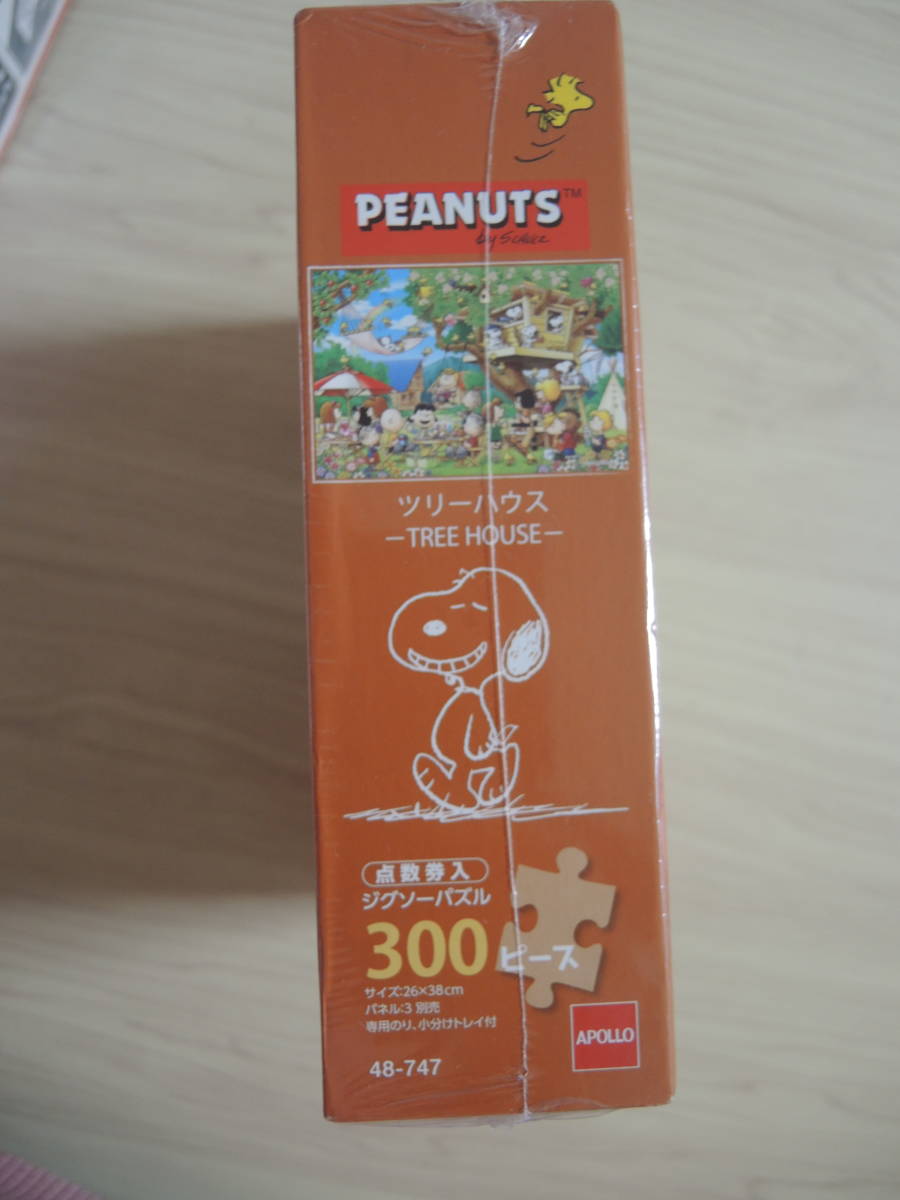 PEANUTS™
by SCHULZ
ツリーハウス
—TREE HOUSE—
点数券入
ジグソーパズル
300ピース
サイズ:26×38cm
パネル:3 別売
専用のり、小分けトレイ付
48-747
APOLLO